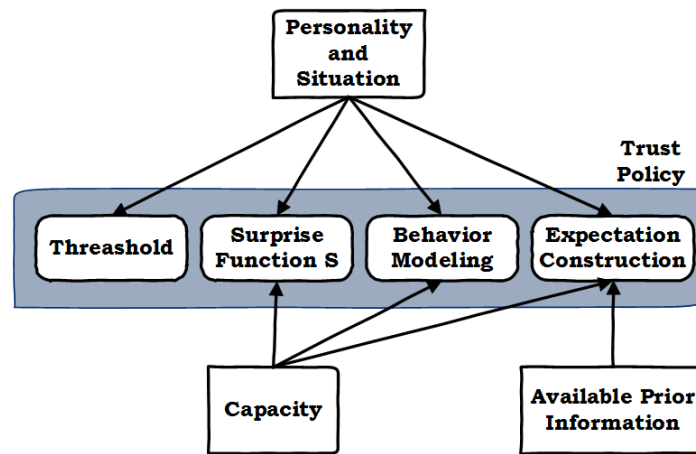 Personality
and
Situation
Trust
Policy
Threashold
Surprise
Function S
Behavior
Modeling
Expectation
Construction
Capacity
Available Prior
Information